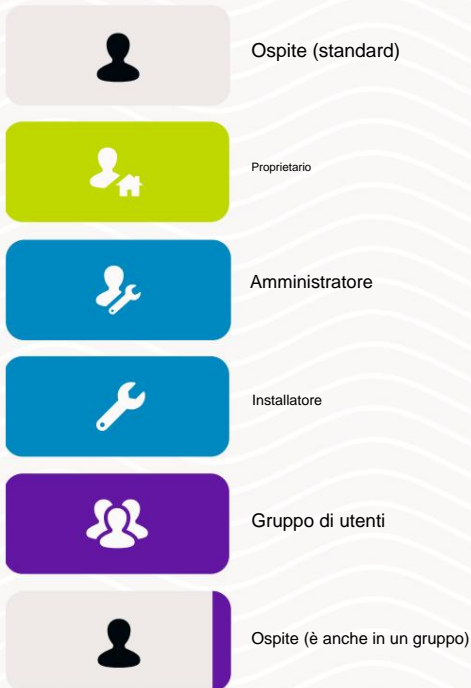 Ospite (standard)
Proprietario
Amministratore
Installatore
Gruppo di utenti
Ospite (è anche in un gruppo)